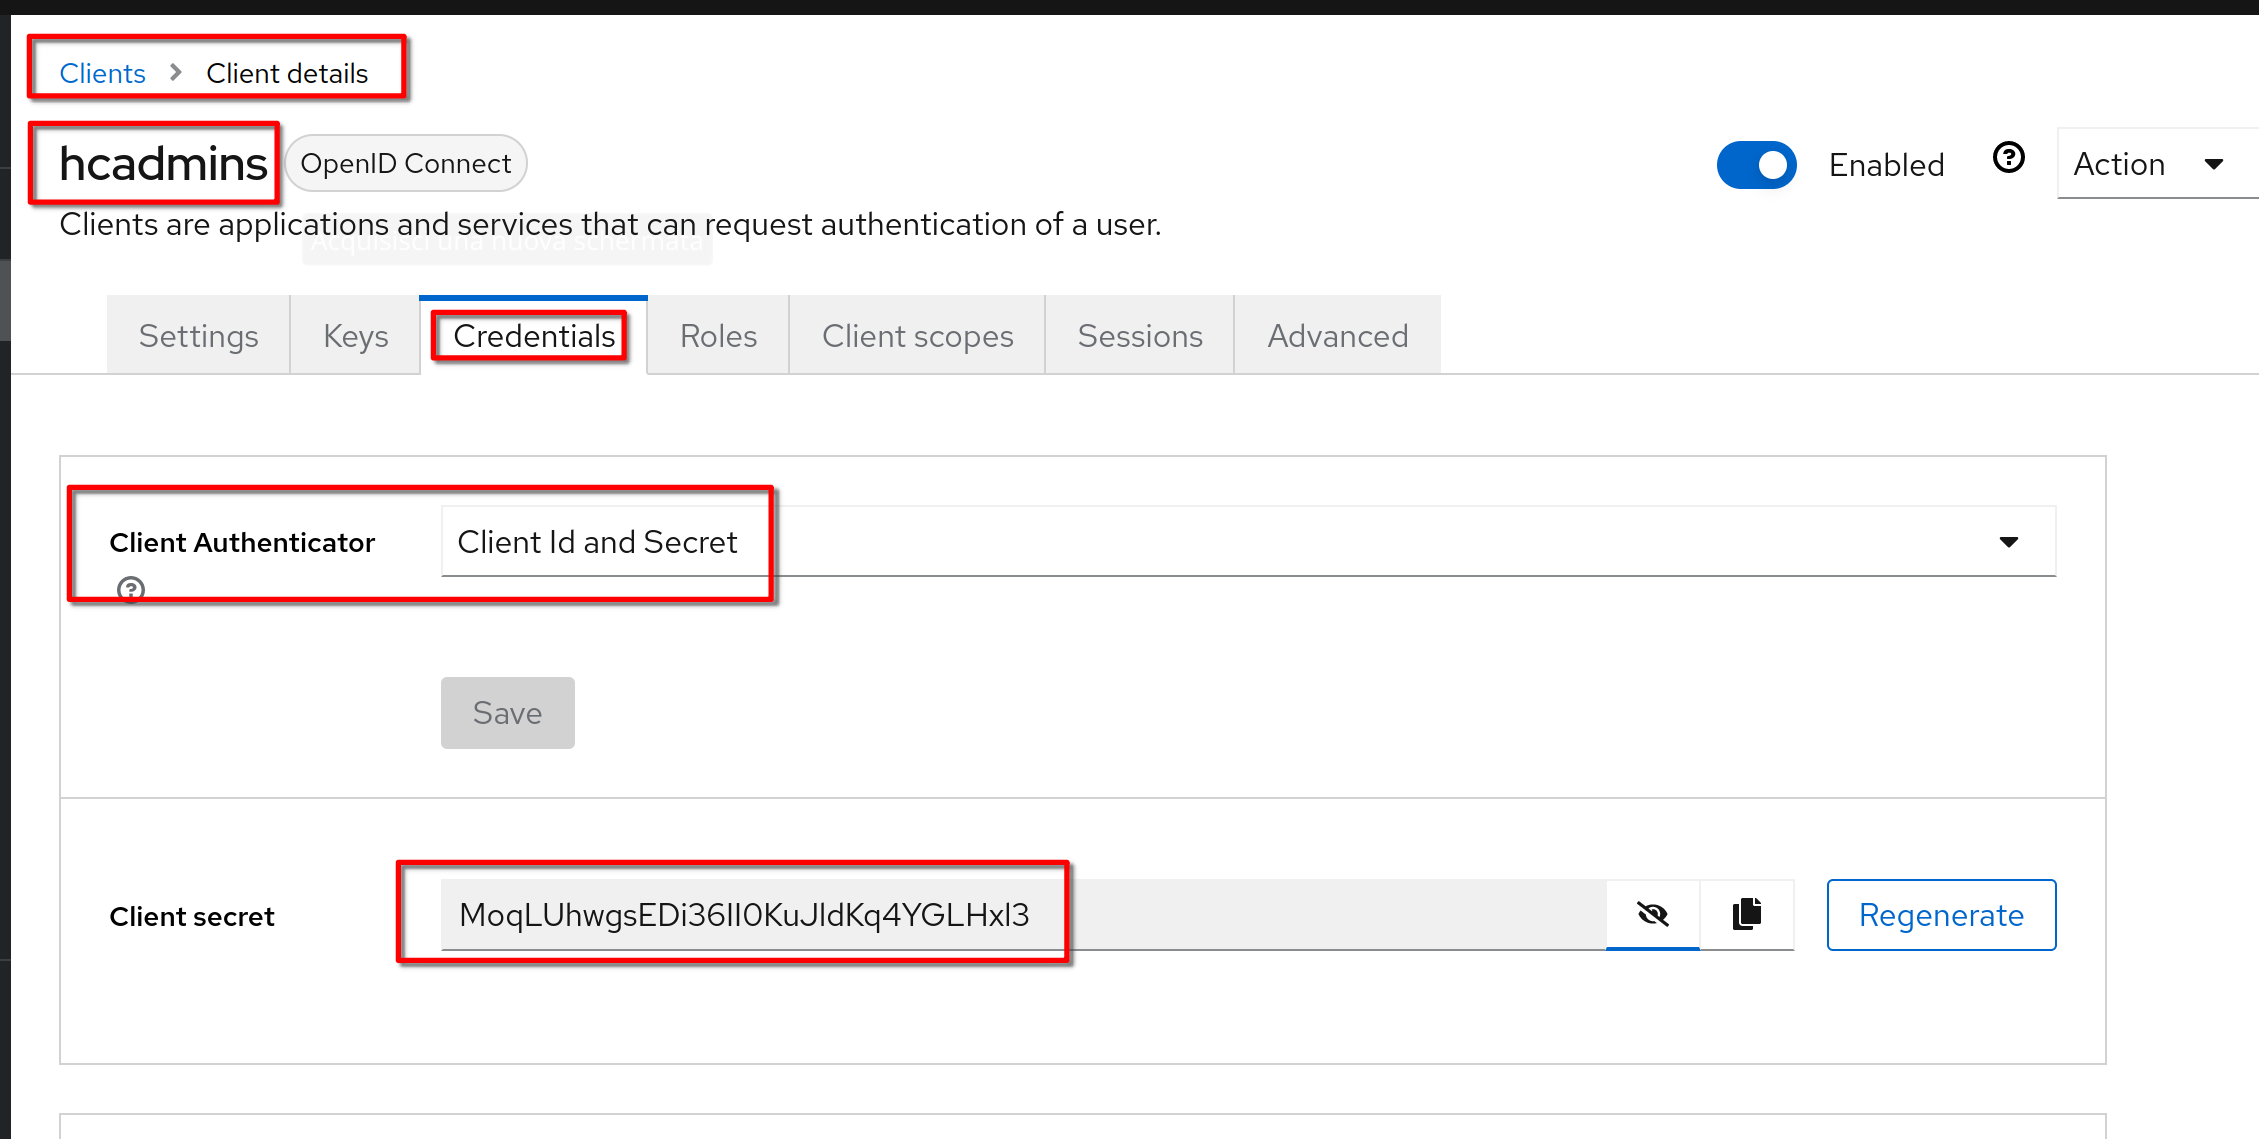 Clients > Client details
hcadmins OpenID Connect Enabled Action
Clients are applications and services that can request authentication of a user.
Acquisisci una nuova schermata
Settings Keys Credentials Roles Client scopes Sessions Advanced
Client Authenticator Client Id and Secret
Save
Client secret MoqLUhwgsEDi36II0KuJldKq4YGLHxl3 Regenerate